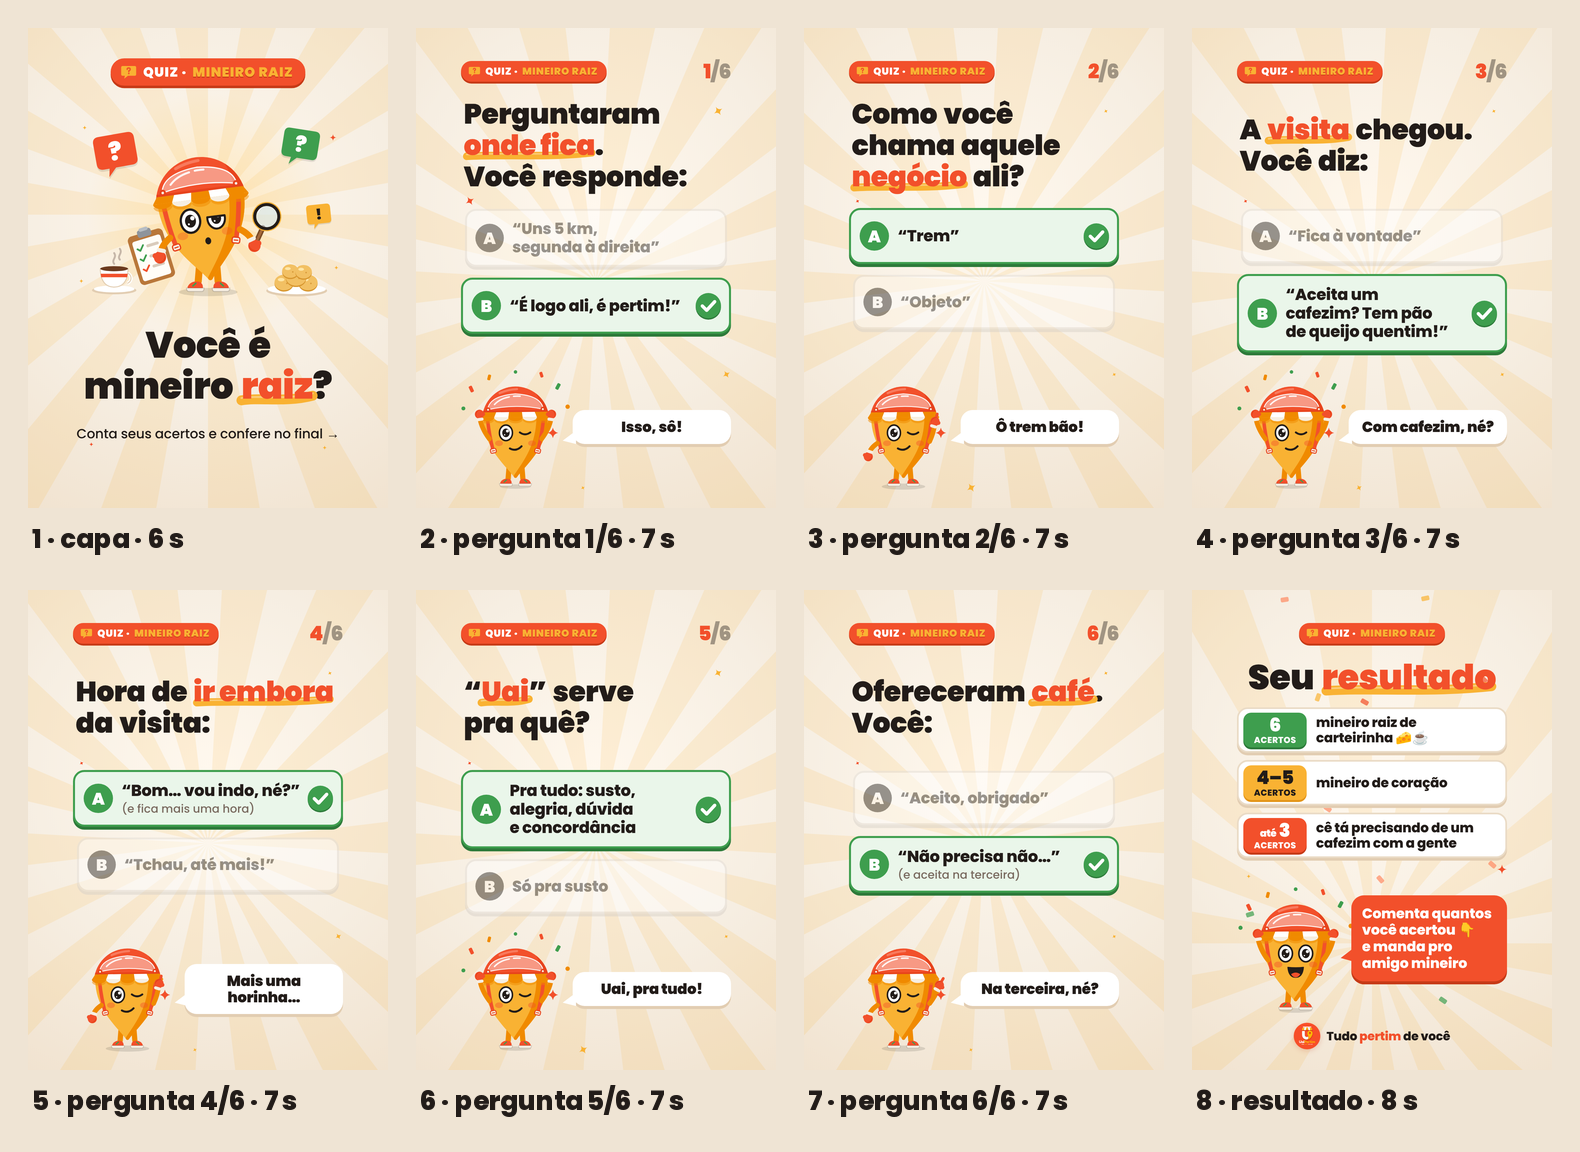 QUIZ · MINEIRO RAIZ
?
?
!
Você é
mineiro raiz?
Conta seus acertos e confere no final →
1 · capa · 6 s
QUIZ · MINEIRO RAIZ
1/6
Perguntaram
onde fica.
Você responde:
A
“Uns 5 km,
segunda à direita”
B
“É logo ali, é pertim!”
Isso, sô!
2 · pergunta 1/6 · 7 s
QUIZ · MINEIRO RAIZ
2/6
Como você
chama aquele
negócio ali?
A
“Trem”
B
“Objeto”
Ô trem bão!
3 · pergunta 2/6 · 7 s
QUIZ · MINEIRO RAIZ
3/6
A visita chegou.
Você diz:
A
“Fica à vontade”
B
“Aceita um
cafezim? Tem pão
de queijo quentim!”
Com cafezim, né?
4 · pergunta 3/6 · 7 s
QUIZ · MINEIRO RAIZ
4/6
Hora de ir embora
da visita:
A
“Bom... vou indo, né?”
(e fica mais uma hora)
B
“Tchau, até mais!”
Mais uma
horinha...
5 · pergunta 4/6 · 7 s
QUIZ · MINEIRO RAIZ
5/6
“Uai” serve
pra quê?
A
Pra tudo: susto,
alegria, dúvida
e concordância
B
Só pra susto
Uai, pra tudo!
6 · pergunta 5/6 · 7 s
QUIZ · MINEIRO RAIZ
6/6
Ofereceram café.
Você:
A
“Aceito, obrigado”
B
“Não precisa não...”
(e aceita na terceira)
Na terceira, né?
7 · pergunta 6/6 · 7 s
QUIZ · MINEIRO RAIZ
Seu resultado
6
ACERTOS
mineiro raiz de
carteirinha 🧀☕
4–5
ACERTOS
mineiro de coração
até 3
ACERTOS
cê tá precisando de um
cafezim com a gente
Comenta quantos
você acertou 👇
e manda pro
amigo mineiro
Tudo pertim de você
8 · resultado · 8 s